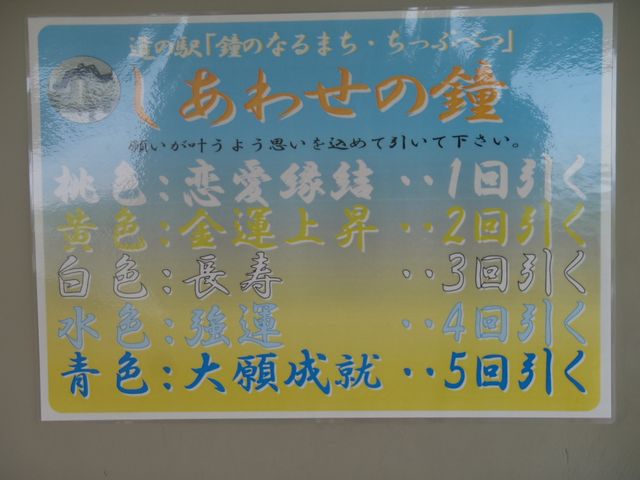 道の駅「鐘のなるまち・ちっぷべつ」
しあわせの鐘
願いが叶うよう思いを込めて引いて下さい。
桃色:恋愛縁結‥1回引く
黄色:金運上昇‥2回引く
白色:長寿‥3回引く
水色:強運‥4回引く
青色:大願成就‥5回引く